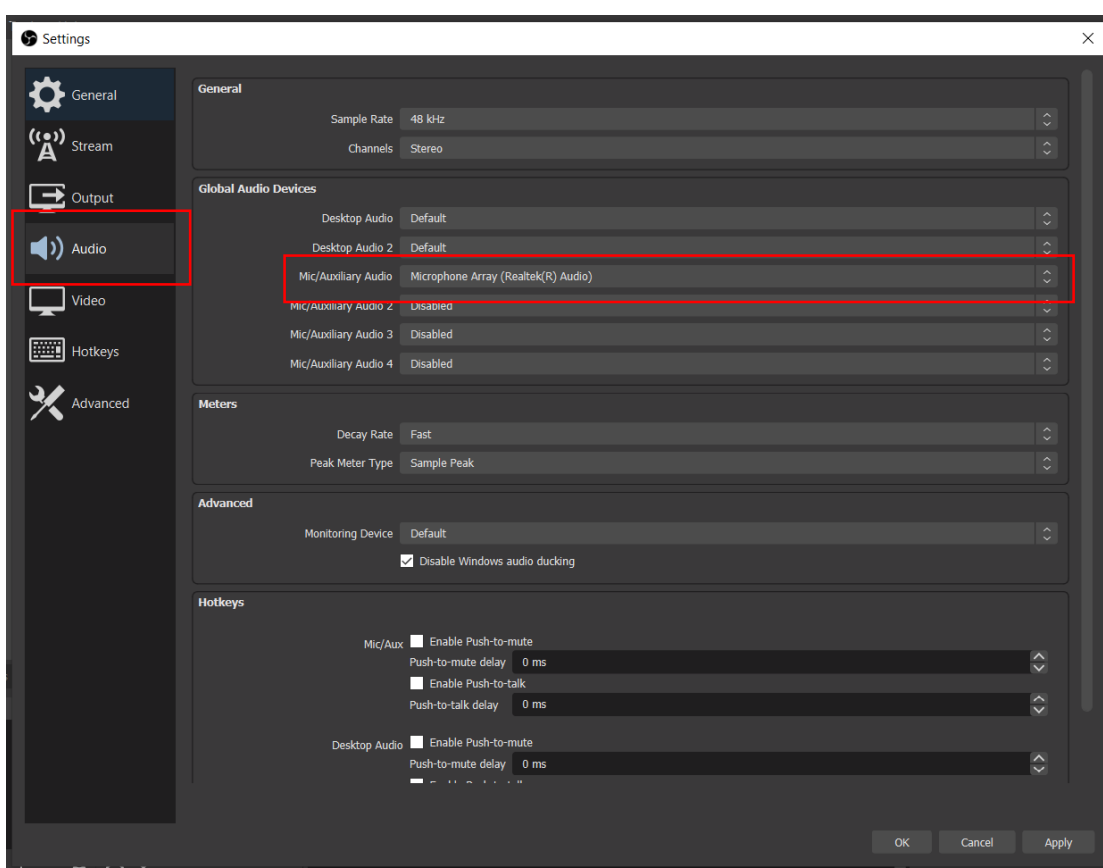 Settings
General
Stream
Output
Audio
Video
Hotkeys
Advanced
General
Sample Rate 48 kHz
Channels Stereo
Global Audio Devices
Desktop Audio Default
Desktop Audio 2 Default
Mic/Auxiliary Audio Microphone Array (Realtek(R) Audio)
Mic/Auxiliary Audio 2 Disabled
Mic/Auxiliary Audio 3 Disabled
Mic/Auxiliary Audio 4 Disabled
Meters
Decay Rate Fast
Peak Meter Type Sample Peak
Advanced
Monitoring Device Default
Disable Windows audio ducking
Hotkeys
Mic/Aux Enable Push-to-mute
Push-to-mute delay 0 ms
Enable Push-to-talk
Push-to-talk delay 0 ms
Desktop Audio Enable Push-to-mute
Push-to-mute delay 0 ms
OK Cancel Apply